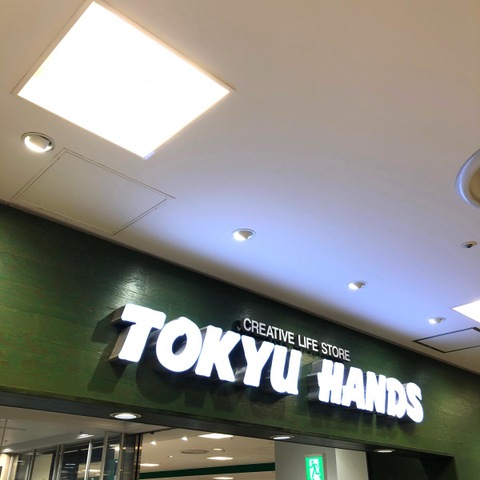 CREATIVE LIFE STORE
TOKYU HANDS